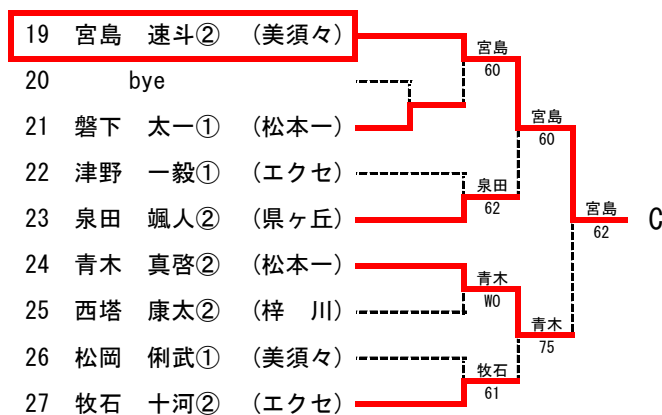 19 宮島 速斗② (美須々)
20 bye
21 磐下 太一① (松本一)
22 津野 一毅① (エクセ)
23 泉田 颯人② (県ヶ丘)
24 青木 真啓② (松本一)
25 西塔 康太② (梓 川)
26 松岡 俐武① (美須々)
27 牧石 十河② (エクセ)
宮島
60
泉田
62
青木
WO
牧石
61
宮島
60
青木
75
宮島
62
C